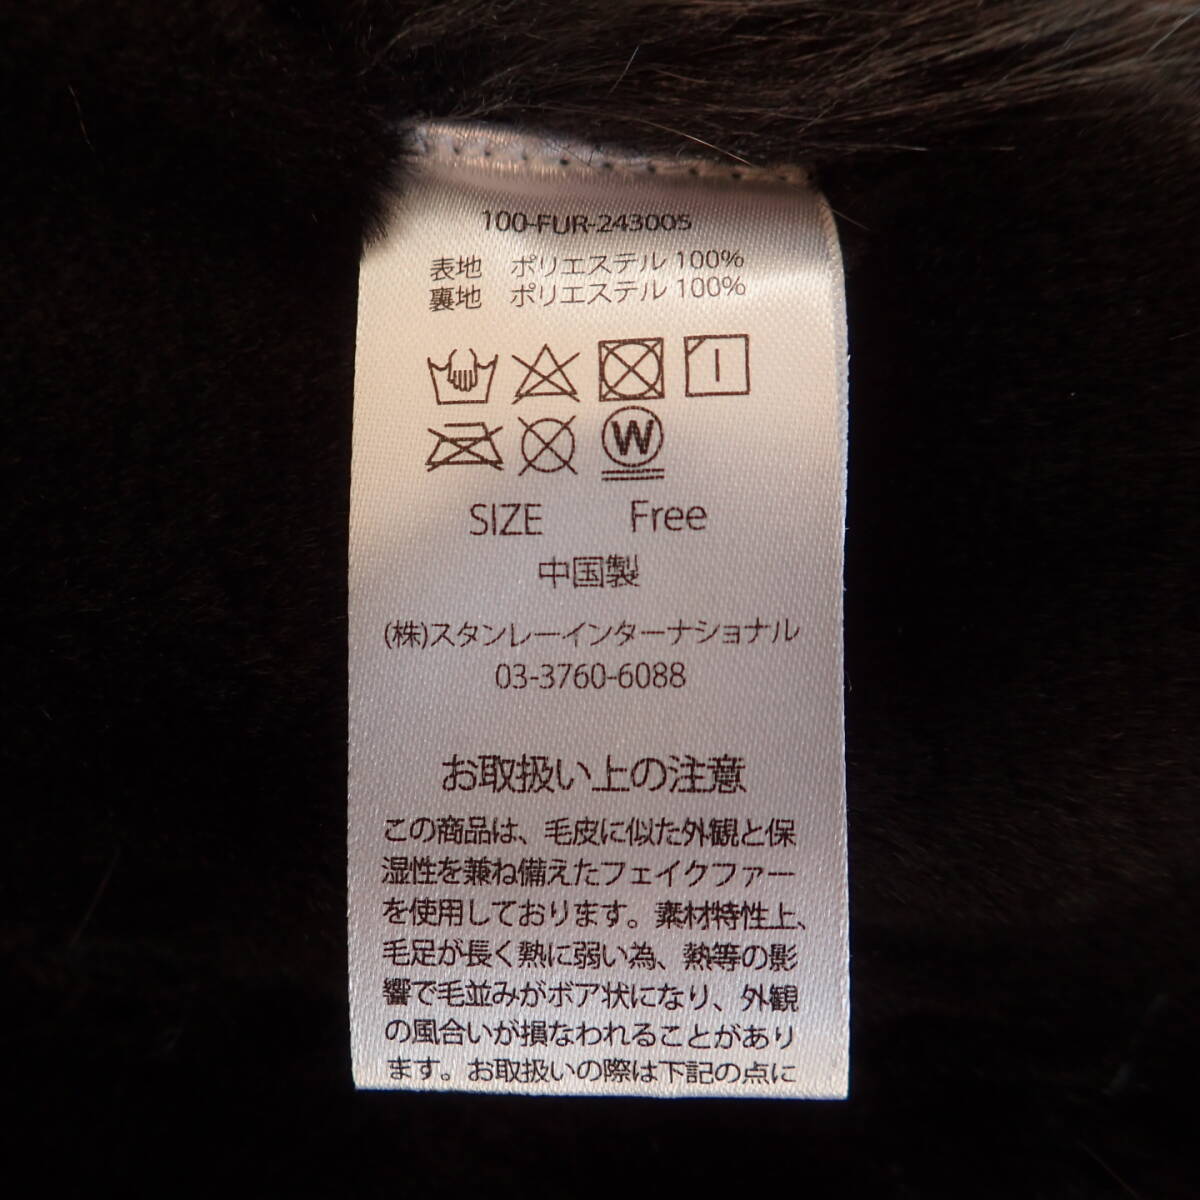 100-FUR-243005
表地 ポリエステル 100%
裏地 ポリエステル 100%
W
SIZE Free
中国製
(株)スタンレーインターナショナル
03-3760-6088
お取扱い上の注意
この商品は、毛皮に似た外観と保
湿性を兼ね備えたフェイクファー
を使用しております。素材特性上、
毛足が長く熱に弱い為、熱等の影
響で毛並みがボア状になり、外観
の風合いが損なわれることがあり
ます。お取扱いの際は下記の点に